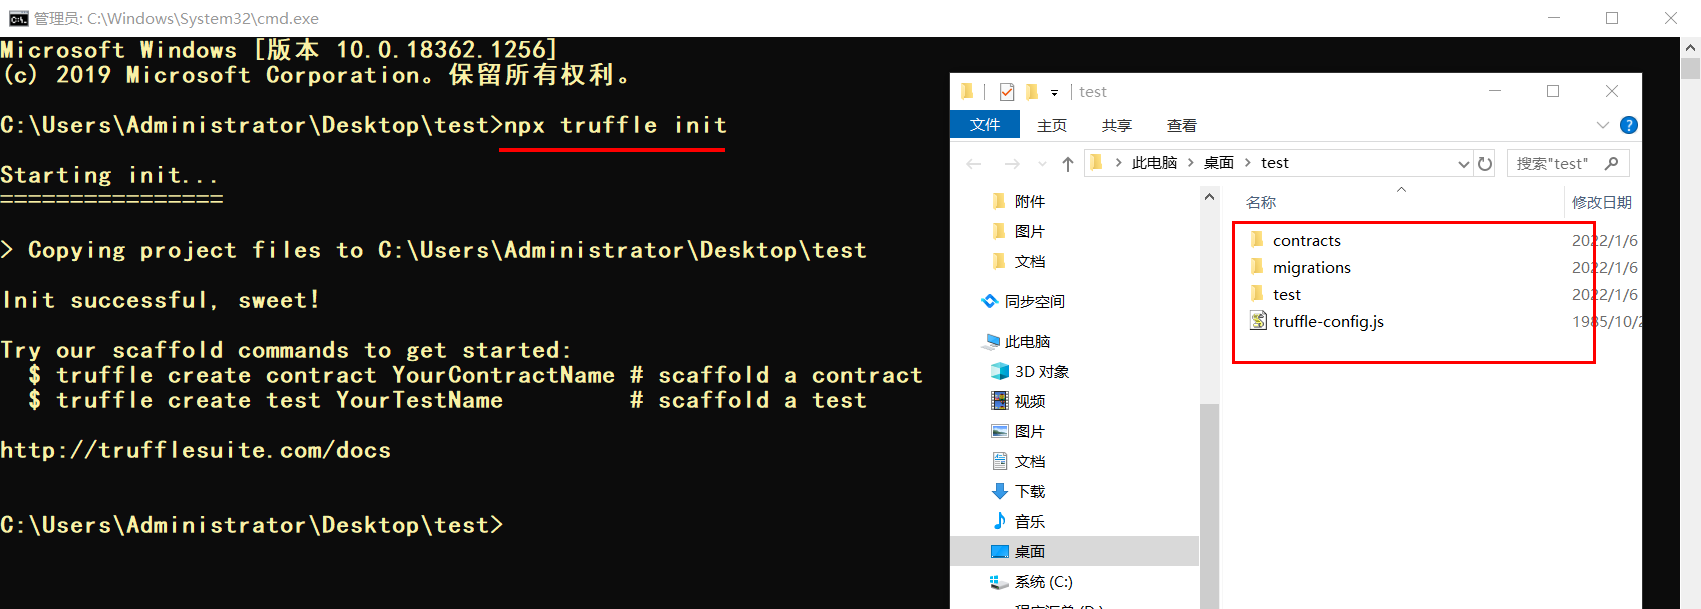 管理员: C:\Windows\System32\cmd.exe
Microsoft Windows [版本 10.0.18362.1256]
(c) 2019 Microsoft Corporation。保留所有权利。
C:\Users\Administrator\Desktop\test>npx truffle init
Starting init...
================
> Copying project files to C:\Users\Administrator\Desktop\test
Init successful, sweet!
Try our scaffold commands to get started:
$ truffle create contract YourContractName # scaffold a contract
$ truffle create test YourTestName # scaffold a test
http://trufflesuite.com/docs
C:\Users\Administrator\Desktop\test>
test
文件 主页 共享 查看
此电脑 > 桌面 > test 搜索"test"
附件
图片
文档
同步空间
此电脑
3D 对象
视频
图片
文档
下载
音乐
桌面
系统 (C:)
名称 修改日期
contracts 2022/1/6
migrations 2022/1/6
test 2022/1/6
truffle-config.js 1985/10/2